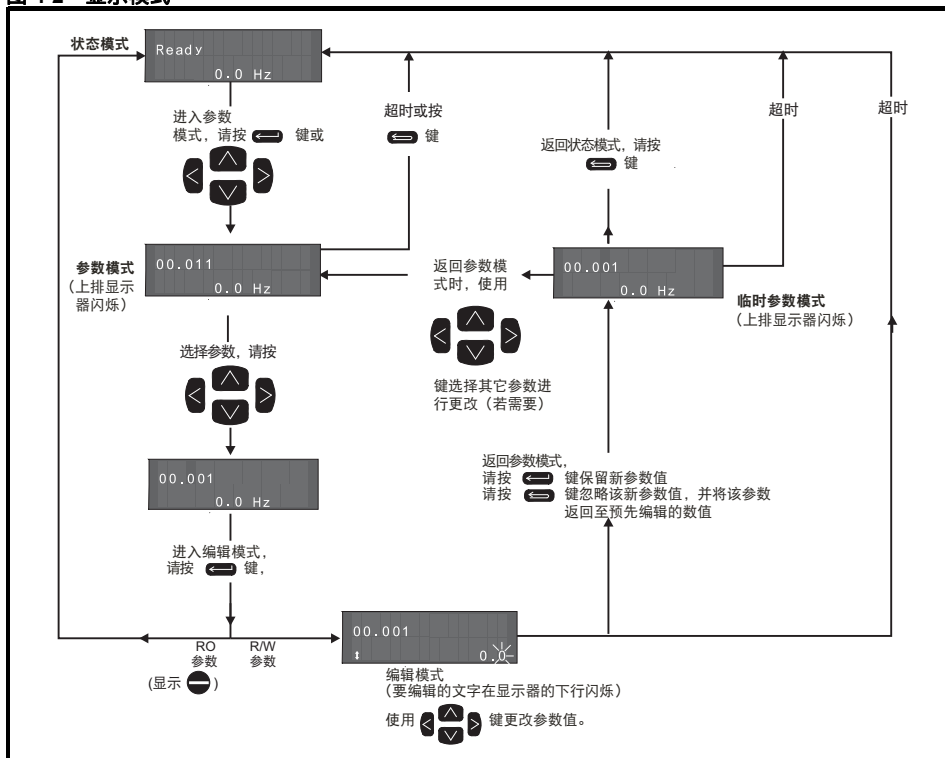 图 4-2 显示模式
状态模式
Ready
0.0 Hz
进入参数
模式，请按 键或
超时或按
键
返回状态模式，请按
键
超时
超时
参数模式
（上排显示
器闪烁）
00.011
0.0 Hz
返回参数模
式时，使用
键选择其它参数进
行更改（若需要）
00.001
0.0 Hz
临时参数模式
（上排显示器闪烁）
选择参数，请按
00.001
0.0 Hz
返回参数模式，
请按 键保留新参数值
请按 键忽略该新参数值，并将该参数
返回至预先编辑的数值
进入编辑模式，
请按 键，
RO
参数
(显示 )
R/W
参数
00.001
0.0
编辑模式
（要编辑的文字在显示器的下行闪烁）
使用 键更改参数值。